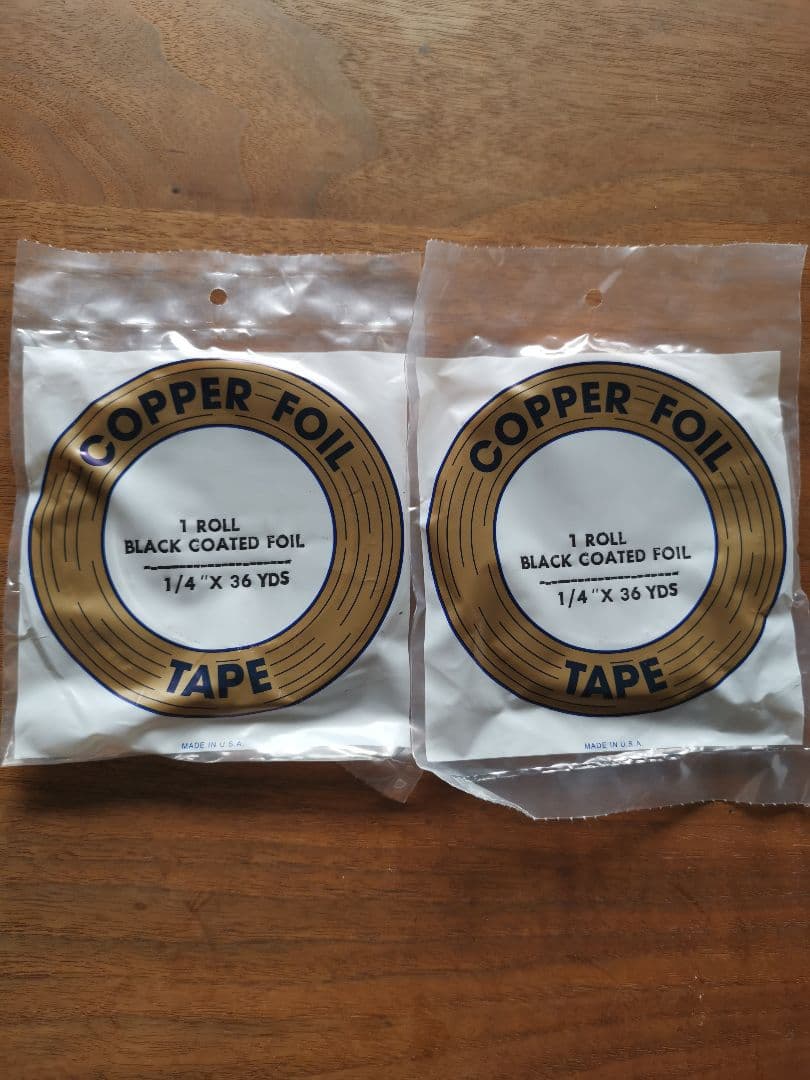 COPPER FOIL
1 ROLL
BLACK COATED FOIL
1/4" X 36 YDS
TAPE
MADE IN U.S.A.
COPPER FOIL
1 ROLL
BLACK COATED FOIL
1/4" X 36 YDS
TAPE
MADE IN U.S.A.